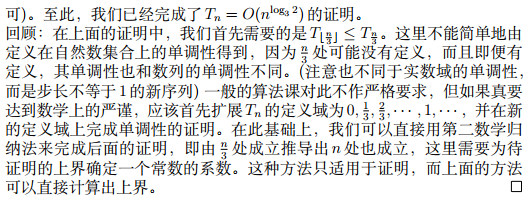 可)。至此，我们已经完成了 Tn = O(n^{log_3 2}) 的证明。
回顾：在上面的证明中，我们首先需要的是 T_{⌊n/3⌋} ≤ T_{n/3}。这里不能简单地由
定义在自然数集合上的单调性得到，因为 n/3 处可能没有定义，而且即便有
定义，其单调性也和数列的单调性不同。(注意也不同于实数域的单调性，
而是步长不等于 1 的新序列) 一般的算法课对此不作严格要求，但如果真要
达到数学上的严谨，应该首先扩展 Tn 的定义域为 0, 1/3, 2/3, ⋯ , 1, ⋯ ，并在新
的定义域上完成单调性的证明。在此基础上，我们可以直接用第二数学归
纳法来完成后面的证明，即由 n/3 处成立推导出 n 处也成立，这里需要为待
证明的上界确定一个常数的系数。这种方法只适用于证明，而上面的方法
可以直接计算出上界。 □